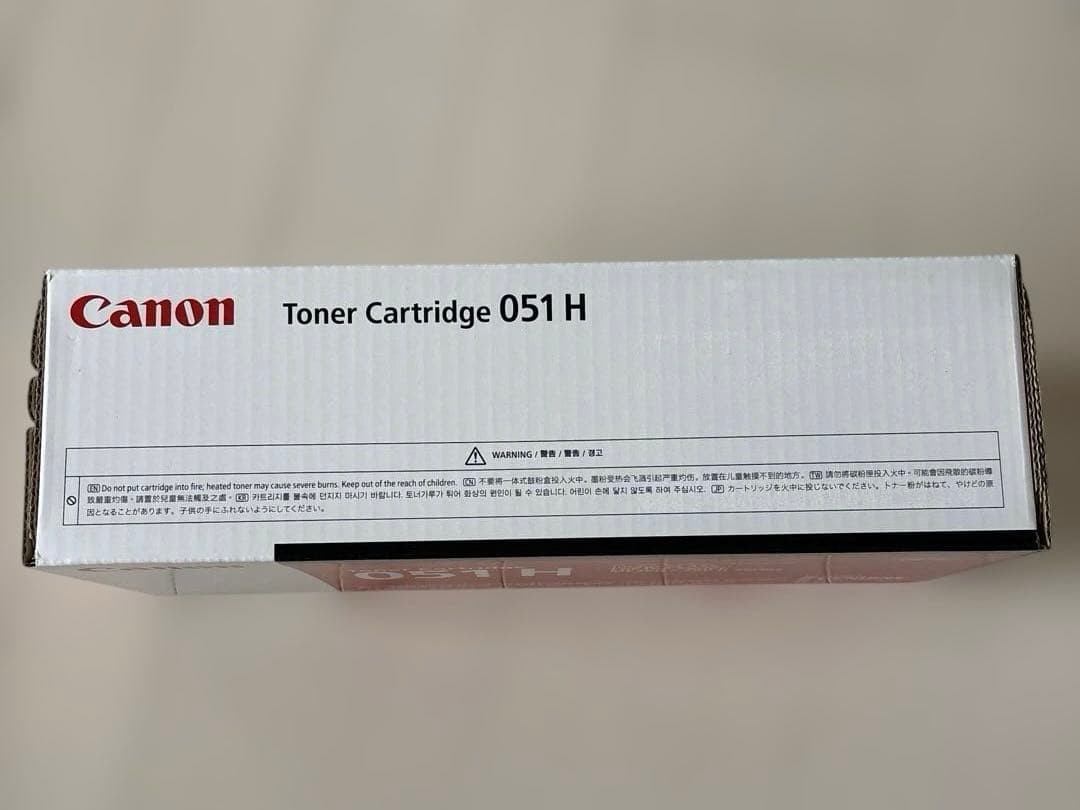 Canon Toner Cartridge 051 H
WARNING / 警告 / 警告 / 경고
EN Do not put cartridge into fire; heated toner may cause severe burns. Keep out of the reach of children. CN 不要将一体式鼓粉盒投入火中。墨粉受热会飞溅引起严重灼伤。放置在儿童触摸不到的地方。 TW 請勿將碳粉匣投入火中。可能會因飛散的碳粉導
致嚴重灼傷。請置於兒童無法觸及之處。 KR 카트리지를 불속에 던지지 마시기 바랍니다. 토너가루가 튀어 화상의 원인이 될 수 있습니다. 어린이 손에 닿지 않도록 하여 주십시오. JP カートリッジを火中に投じないでください。トナー粉がはねて、やけどの原
因となることがあります。子供の手にふれないようにしてください。
051 H